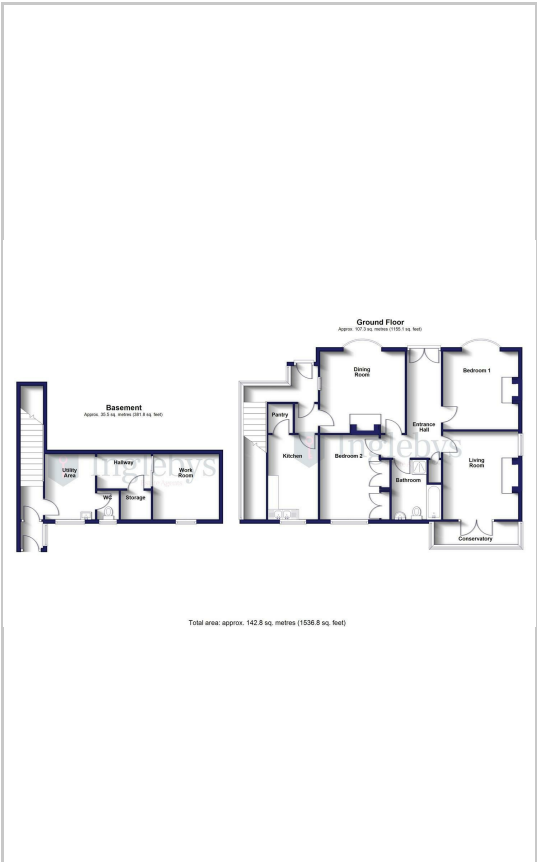 Ground Floor
Approx. 107.3 sq. metres (1155.1 sq. feet)
Dining
Room
Bedroom 1
Basement
Approx. 35.5 sq. metres (381.8 sq. feet)
Pantry
Entrance
Hall
Utility
Area
Hallway
Work
Room
Kitchen
Bedroom 2
Living
Room
Bathroom
WC
Storage
Conservatory
Inglebys
Inglebys
Total area: approx. 142.8 sq. metres (1536.8 sq. feet)